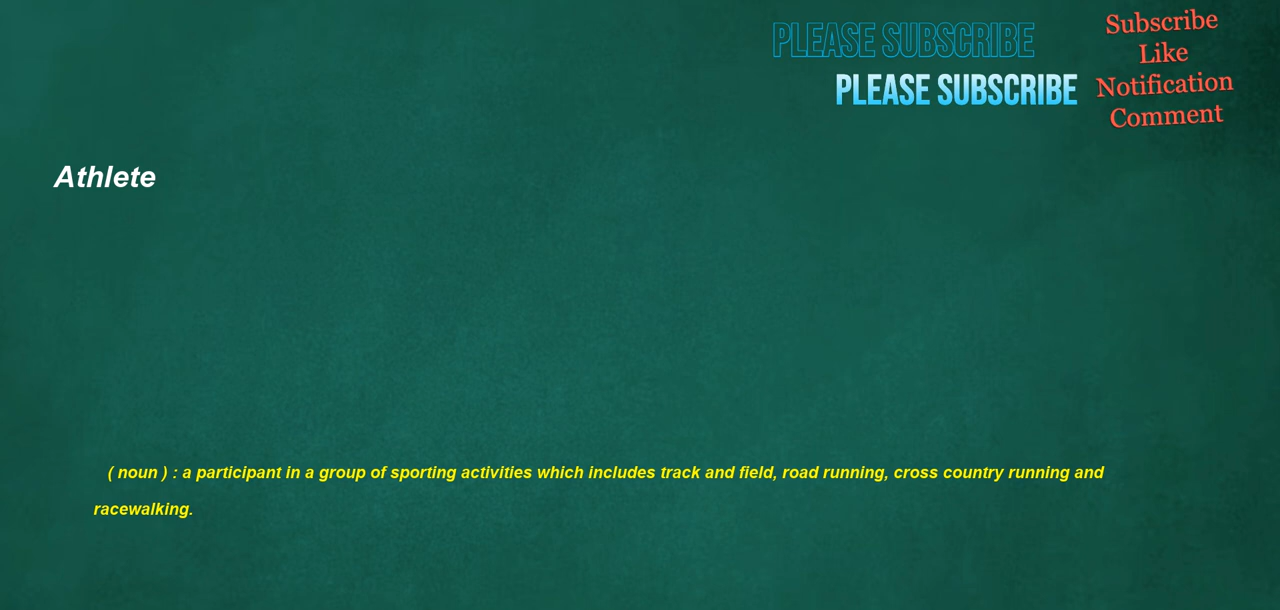 PLEASE SUBSCRIBE
PLEASE SUBSCRIBE
Subscribe
Like
Notification
Comment
Athlete
( noun ) : a participant in a group of sporting activities which includes track and field, road running, cross country running and
racewalking.